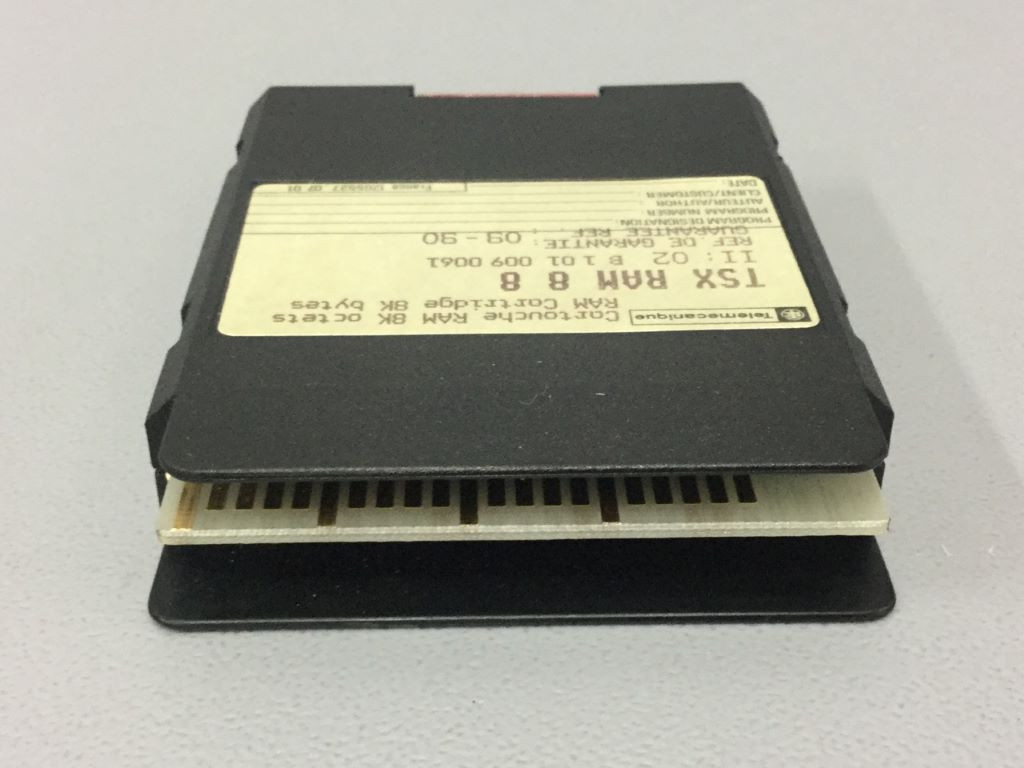 Telemecanique Cartouche RAM 8K octets
RAM Cartridge 8K bytes
TSX RAM 8 8
II: 02 B 1 01 009 0061
REF. DE GARANTIE: 09-90
GUARANTEE REF :
PROGRAM DESIGNATION:
PROGRAM NUMBER :
AUTEUR/AUTHOR :
CLIENT/CUSTOMER :
DATE:
France